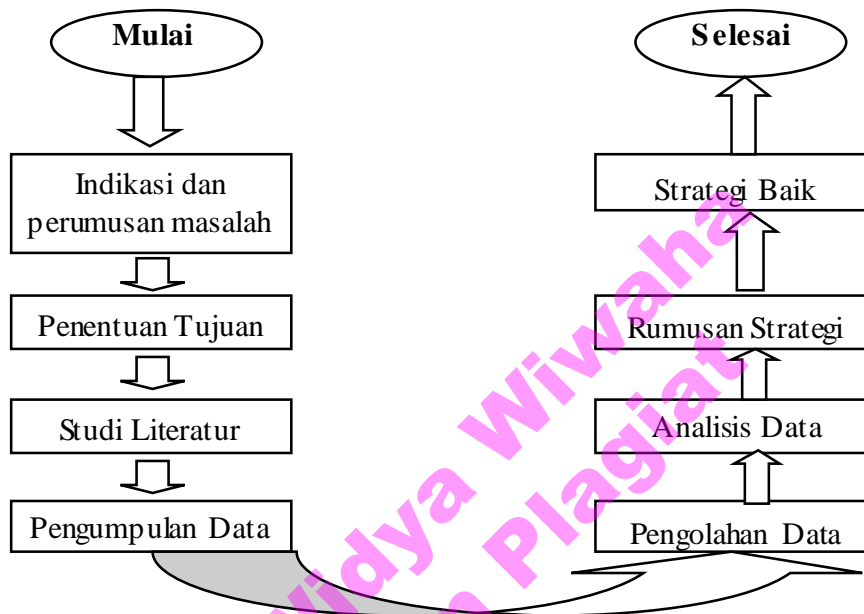 Mulai
Indikasi dan
perumusan masalah
Penentuan Tujuan
Studi Literatur
Pengumpulan Data
Selesai
Strategi Baik
Rumusan Strategi
Analisis Data
Pengolahan Data
Widya Wiwaha
Plagiat